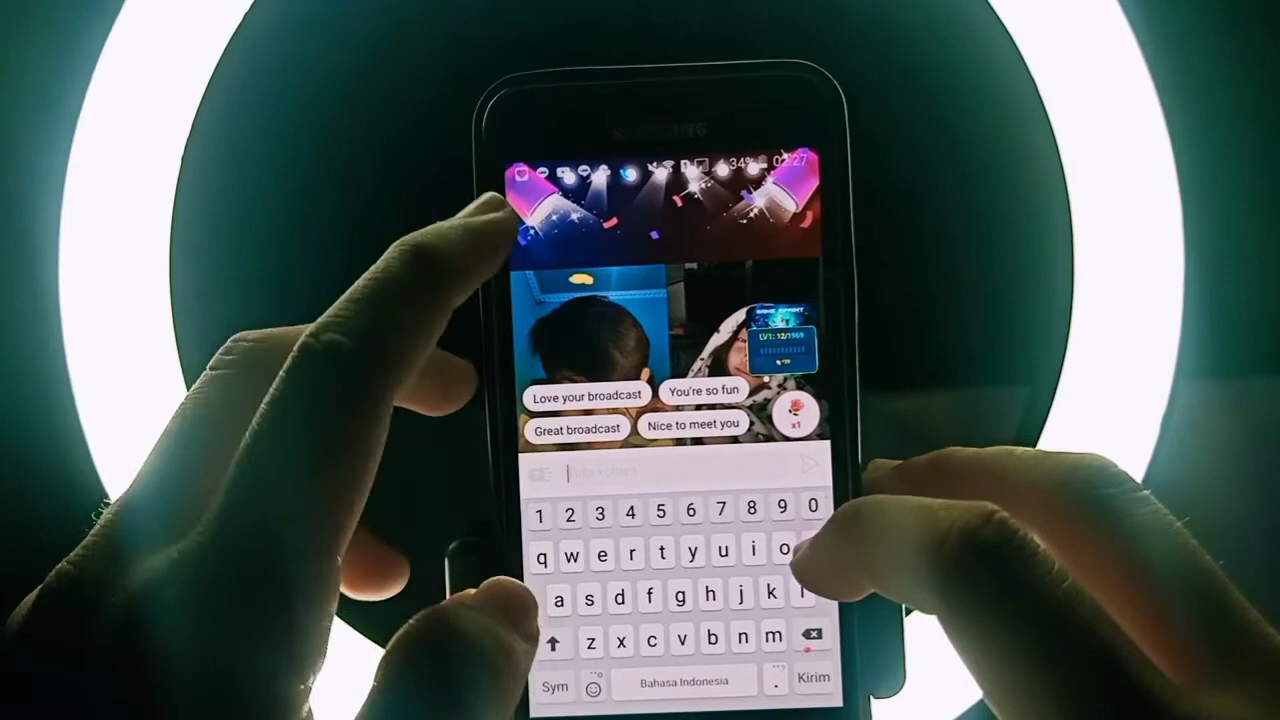 SAMSUNG
34% 02:27
LV1: 12/1969
Love your broadcast
You're so fun
Great broadcast
Nice to meet you
x1
1 2 3 4 5 6 7 8 9 0
q w e r t y u i o
a s d f g h j k l
z x c v b n m
Sym
Bahasa Indonesia
.
Kirim